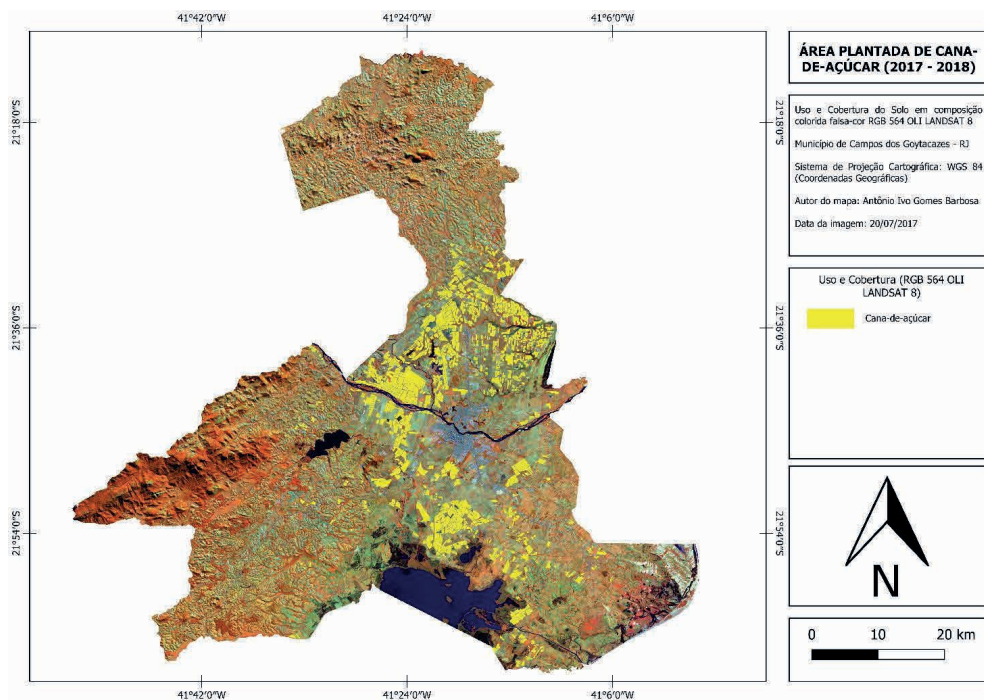 41°42'0"W 41°24'0"W 41°6'0"W
21°18'0"S 21°18'0"S
21°36'0"S 21°36'0"S
21°54'0"S 21°54'0"S
41°42'0"W 41°24'0"W 41°6'0"W
ÁREA PLANTADA DE CANA-
DE-AÇÚCAR (2017 - 2018)
Uso e Cobertura do Solo em composição
colorida falsa-cor RGB 564 OLI LANDSAT 8
Município de Campos dos Goytacazes - RJ
Sistema de Projeção Cartográfica: WGS 84
(Coordenadas Geográficas)
Autor do mapa: Antônio Ivo Gomes Barbosa
Data da imagem: 20/07/2017
Uso e Cobertura (RGB 564 OLI
LANDSAT 8)
Cana-de-açúcar
N
0 10 20 km